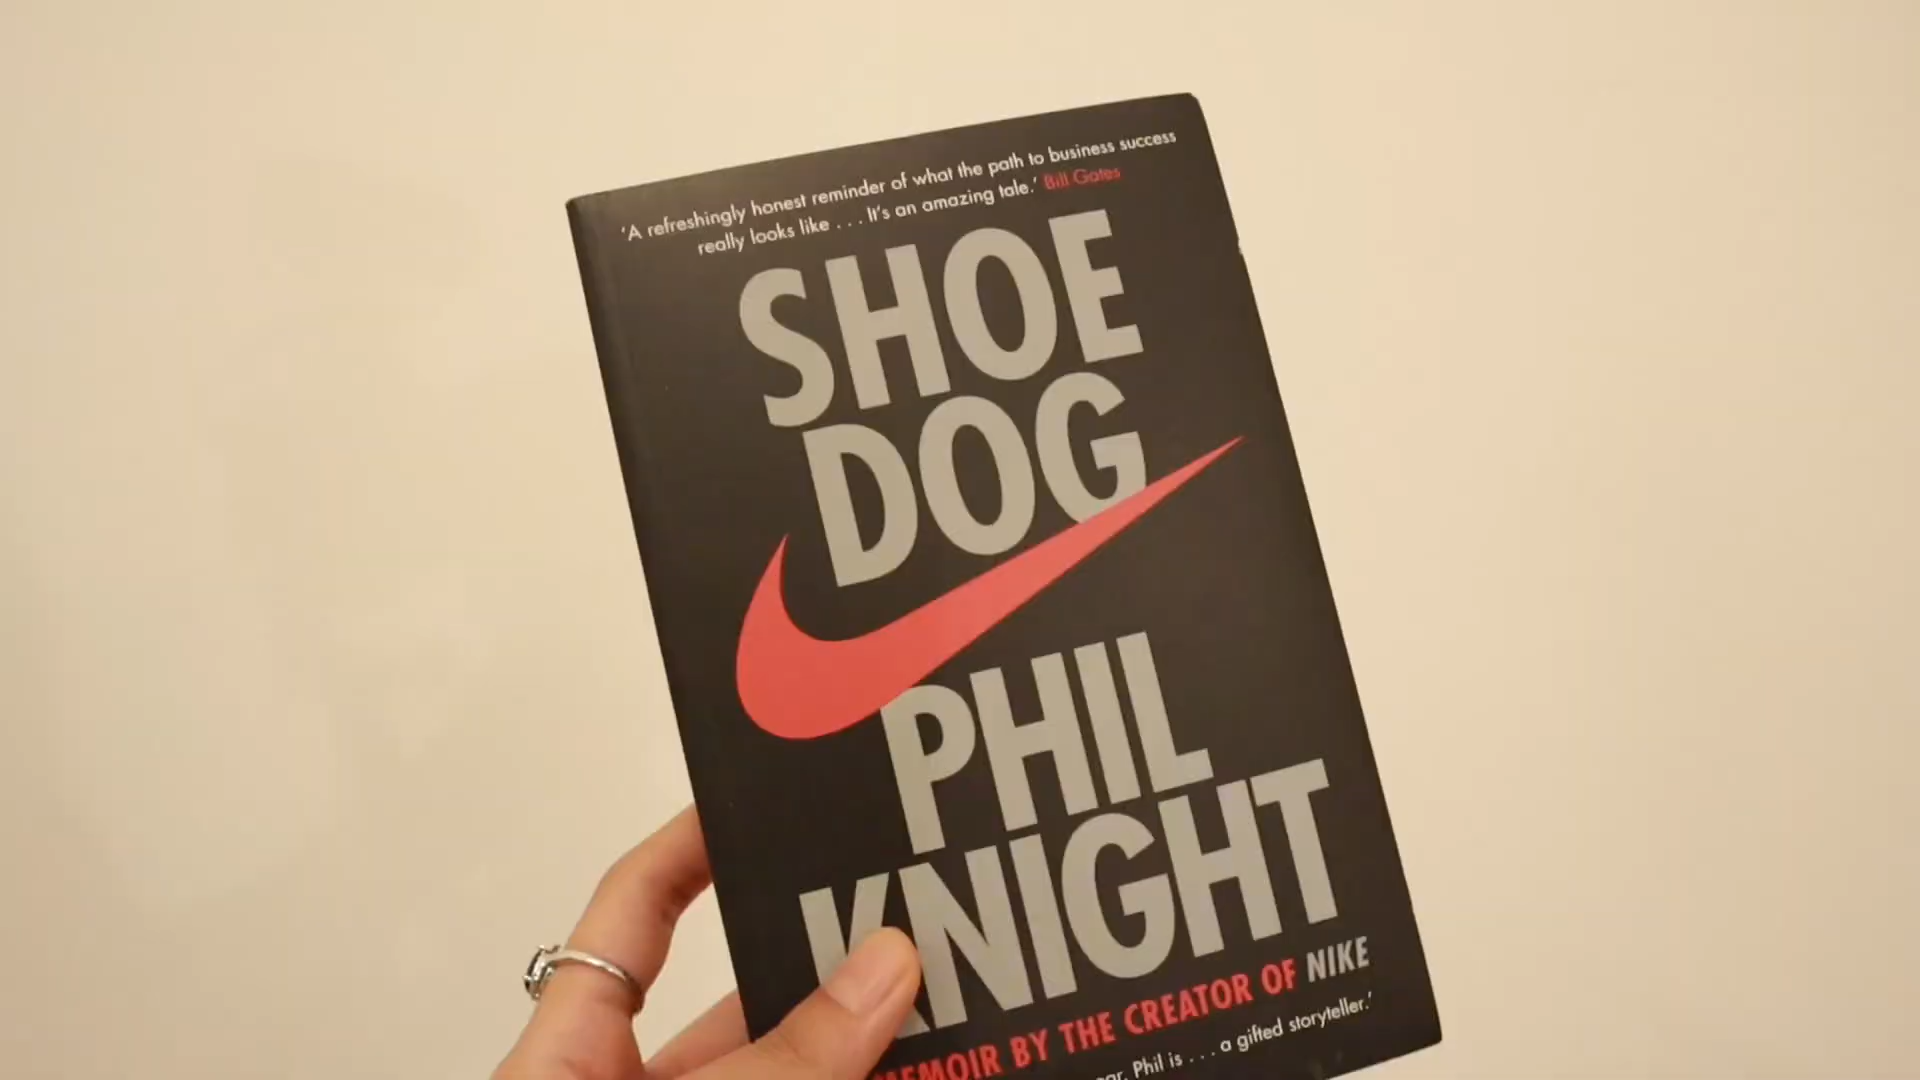 ‘A refreshingly honest reminder of what the path to business success
really looks like . . . It’s an amazing tale.’ Bill Gates
SHOE
DOG
PHIL
KNIGHT
MEMOIR BY THE CREATOR OF NIKE
Phil is . . . a gifted storyteller.’